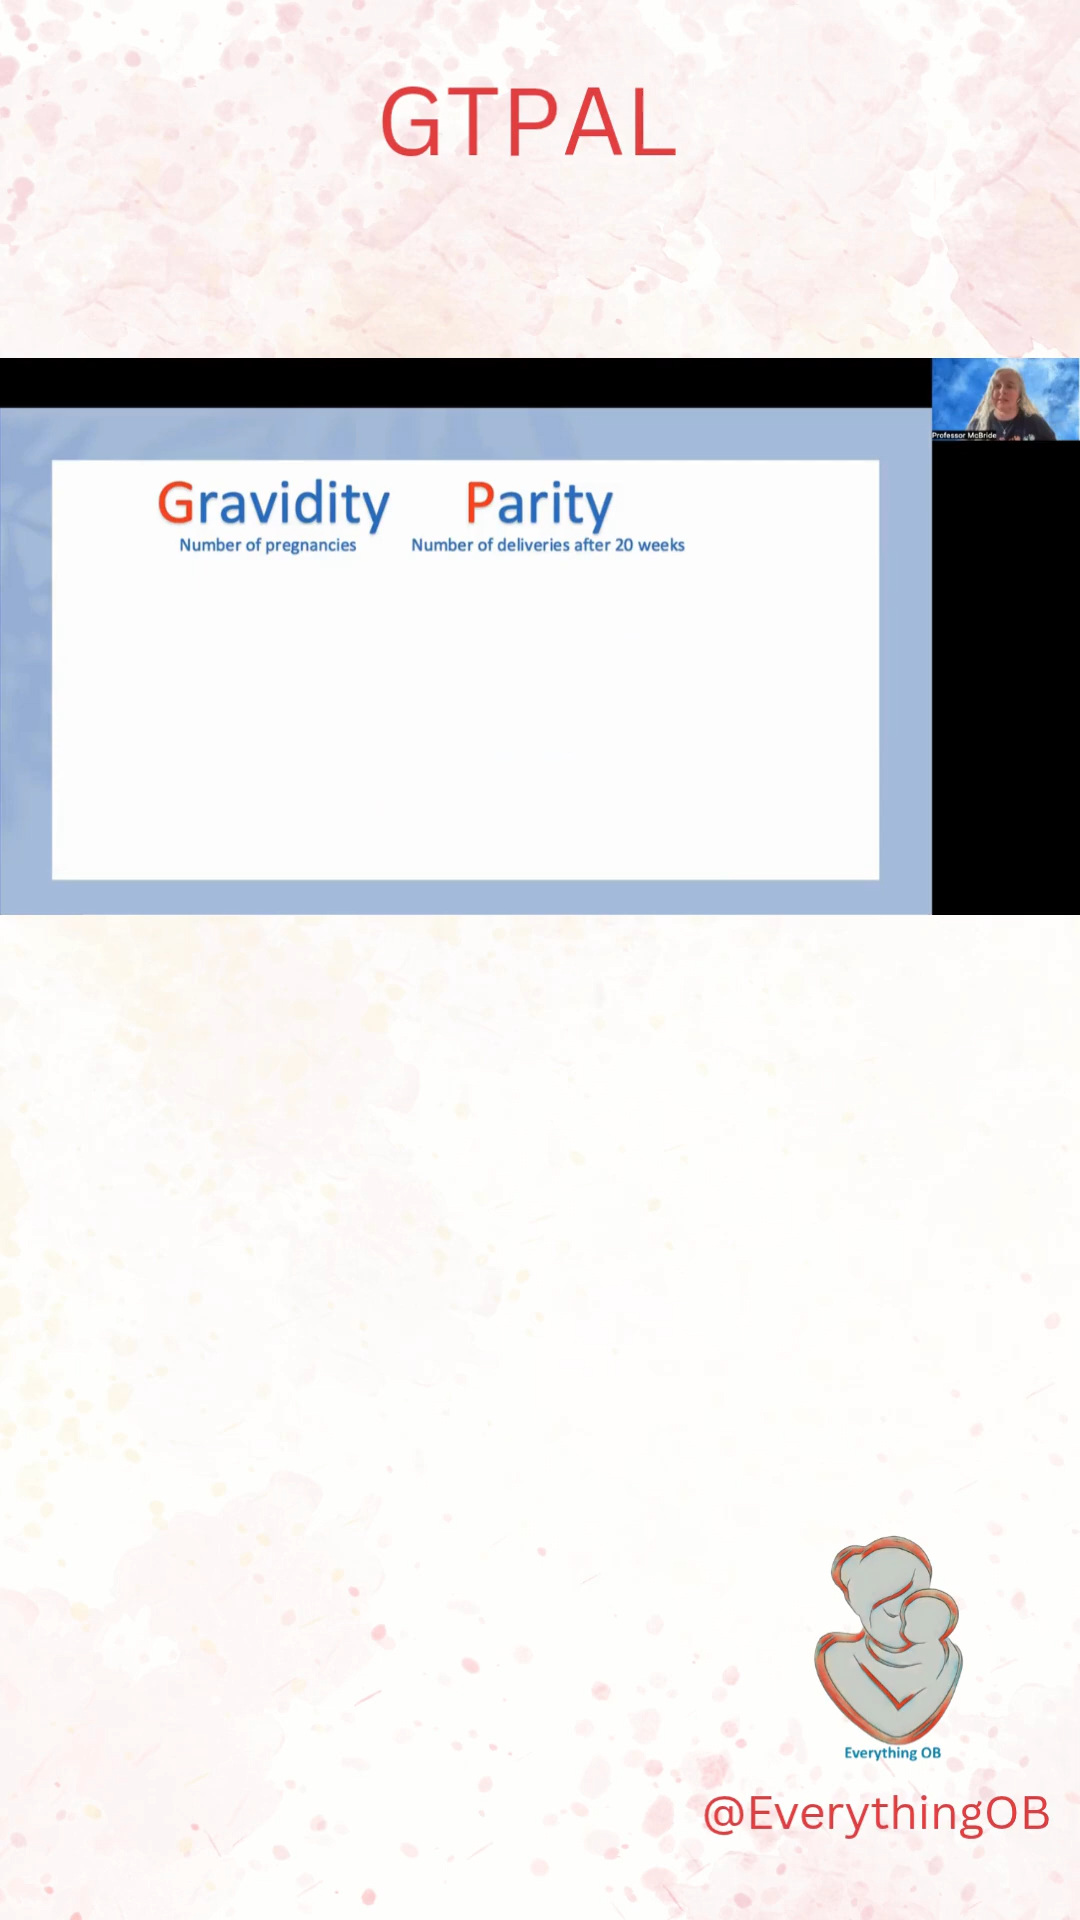 GTPAL
Professor McBride
Gravidity Parity
Number of pregnancies Number of deliveries after 20 weeks
Everything OB
@EverythingOB